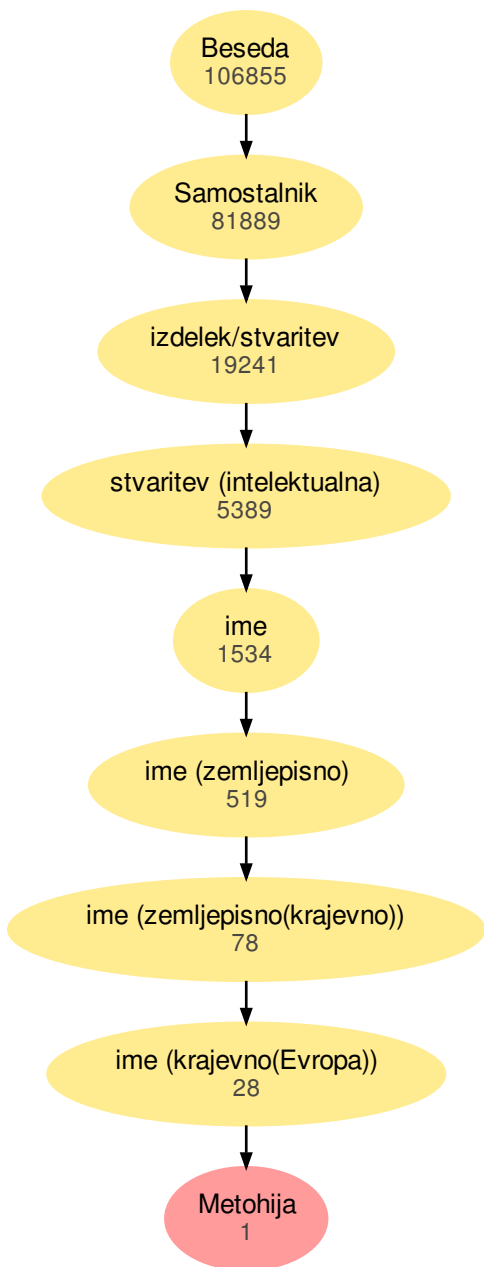 Beseda
106855
Samostalnik
81889
izdelek/stvaritev
19241
stvaritev (intelektualna)
5389
ime
1534
ime (zemljepisno)
519
ime (zemljepisno(krajevno))
78
ime (krajevno(Evropa))
28
Metohija
1